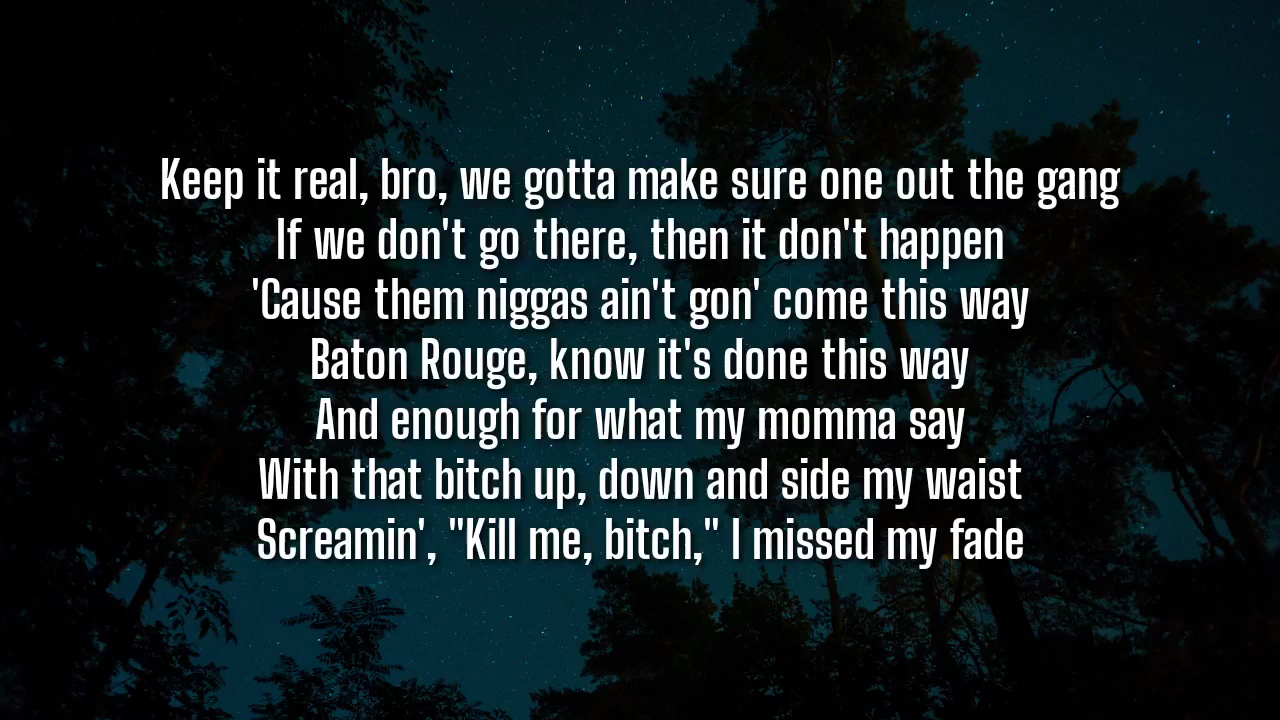 Keep it real, bro, we gotta make sure one out the gang
If we don't go there, then it don't happen
'Cause them niggas ain't gon' come this way
Baton Rouge, know it's done this way
And enough for what my momma say
With that bitch up, down and side my waist
Screamin', "Kill me, bitch," I missed my fade